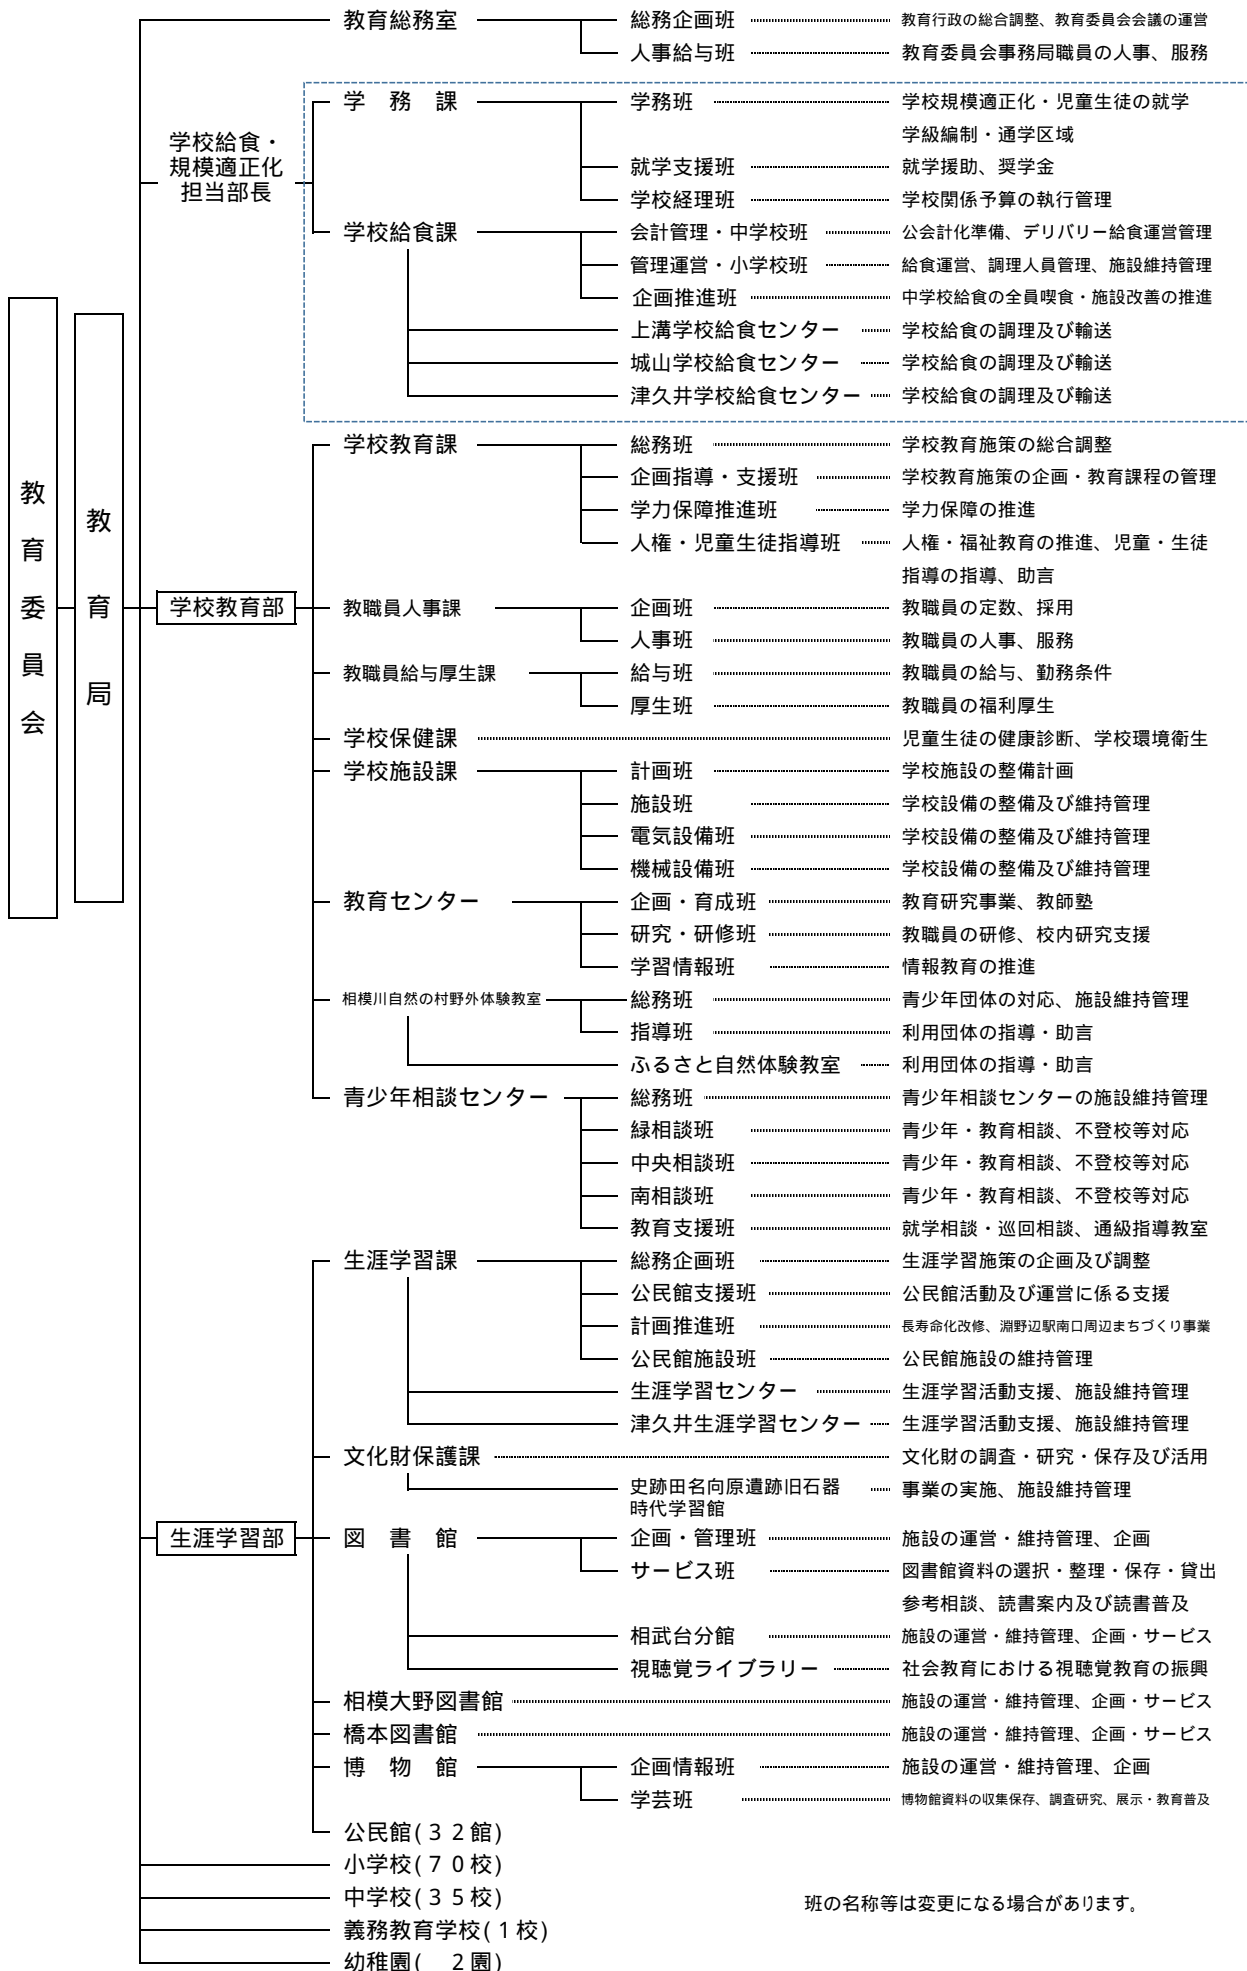 教育委員会
教育局
教育総務室 総務企画班 教育行政の総合調整、教育委員会会議の運営
人事給与班 教育委員会事務局職員の人事、服務
学校給食・
規模適正化
担当部長
学　務　課 学務班 学校規模適正化・児童生徒の就学
学級編制・通学区域
就学支援班 就学援助、奨学金
学校経理班 学校関係予算の執行管理
学校給食課 会計管理・中学校班 公会計化準備、デリバリー給食運営管理
管理運営・小学校班 給食運営、調理人員管理、施設維持管理
企画推進班 中学校給食の全員喫食・施設改善の推進
上溝学校給食センター 学校給食の調理及び輸送
城山学校給食センター 学校給食の調理及び輸送
津久井学校給食センター 学校給食の調理及び輸送
学校教育部
学校教育課 総務班 学校教育施策の総合調整
企画指導・支援班 学校教育施策の企画・教育課程の管理
学力保障推進班 学力保障の推進
人権・児童生徒指導班 人権・福祉教育の推進、児童・生徒
指導の指導、助言
教職員人事課 企画班 教職員の定数、採用
人事班 教職員の人事、服務
教職員給与厚生課 給与班 教職員の給与、勤務条件
厚生班 教職員の福利厚生
学校保健課 児童生徒の健康診断、学校環境衛生
学校施設課 計画班 学校施設の整備計画
施設班 学校設備の整備及び維持管理
電気設備班 学校設備の整備及び維持管理
機械設備班 学校設備の整備及び維持管理
教育センター 企画・育成班 教育研究事業、教師塾
研究・研修班 教職員の研修、校内研究支援
学習情報班 情報教育の推進
相模川自然の村野外体験教室 総務班 青少年団体の対応、施設維持管理
指導班 利用団体の指導・助言
ふるさと自然体験教室 利用団体の指導・助言
青少年相談センター 総務班 青少年相談センターの施設維持管理
緑相談班 青少年・教育相談、不登校等対応
中央相談班 青少年・教育相談、不登校等対応
南相談班 青少年・教育相談、不登校等対応
教育支援班 就学相談・巡回相談、通級指導教室
生涯学習部
生涯学習課 総務企画班 生涯学習施策の企画及び調整
公民館支援班 公民館活動及び運営に係る支援
計画推進班 長寿命化改修、淵野辺駅南口周辺まちづくり事業
公民館施設班 公民館施設の維持管理
生涯学習センター 生涯学習活動支援、施設維持管理
津久井生涯学習センター 生涯学習活動支援、施設維持管理
文化財保護課 文化財の調査・研究・保存及び活用
史跡田名向原遺跡旧石器 事業の実施、施設維持管理
時代学習館
図　書　館 企画・管理班 施設の運営・維持管理、企画
サービス班 図書館資料の選択・整理・保存・貸出
参考相談、読書案内及び読書普及
相武台分館 施設の運営・維持管理、企画・サービス
視聴覚ライブラリー 社会教育における視聴覚教育の振興
相模大野図書館 施設の運営・維持管理、企画・サービス
橋本図書館 施設の運営・維持管理、企画・サービス
博　物　館 企画情報班 施設の運営・維持管理、企画
学芸班 博物館資料の収集保存、調査研究、展示・教育普及
公民館(３２館)
小学校(７０校)
中学校(３５校)
義務教育学校(１校)
幼稚園(　２園)
班の名称等は変更になる場合があります。